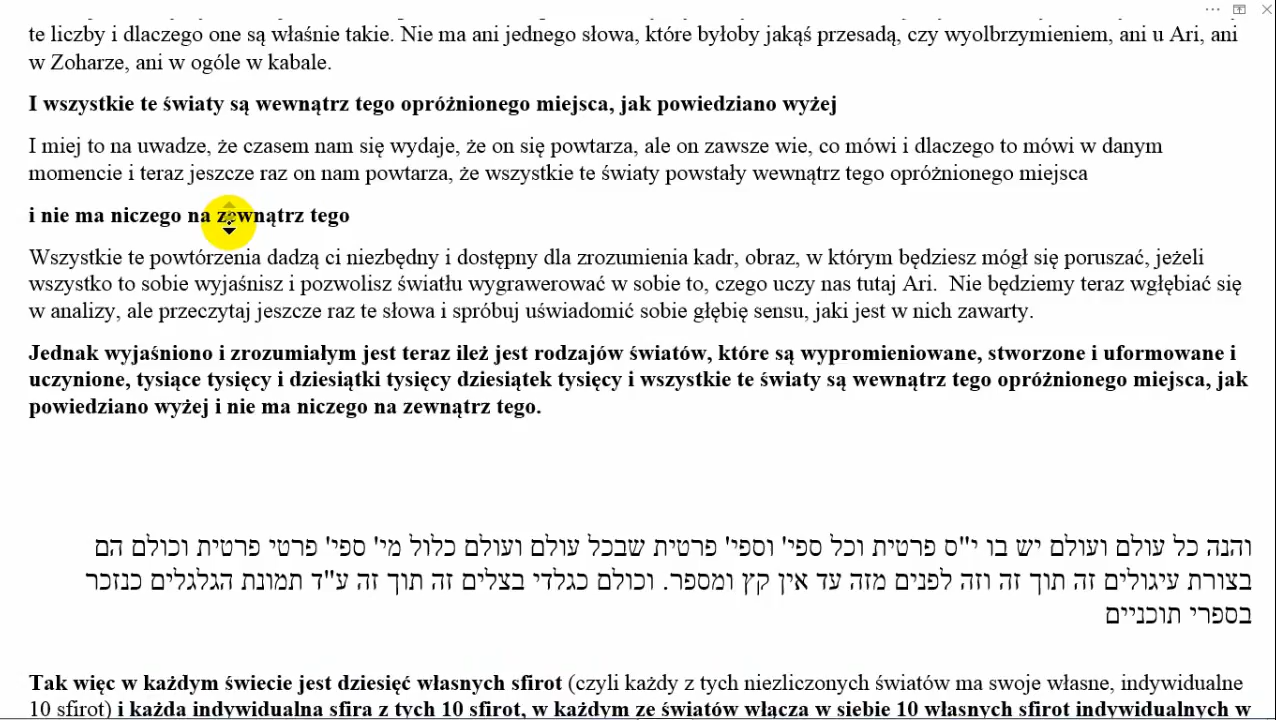 te liczby i dlaczego one są właśnie takie. Nie ma ani jednego słowa, które byłoby jakąś przesadą, czy wyolbrzymieniem, ani u Ari, ani
w Zoharze, ani w ogóle w kabale.
I wszystkie te światy są wewnątrz tego opróżnionego miejsca, jak powiedziano wyżej
I miej to na uwadze, że czasem nam się wydaje, że on się powtarza, ale on zawsze wie, co mówi i dlaczego to mówi w danym
momencie i teraz jeszcze raz on nam powtarza, że wszystkie te światy powstały wewnątrz tego opróżnionego miejsca
i nie ma niczego na zewnątrz tego
Wszystkie te powtórzenia dadzą ci niezbędny i dostępny dla zrozumienia kadr, obraz, w którym będziesz mógł się poruszać, jeżeli
wszystko to sobie wyjaśnisz i pozwolisz światłu wygrawerować w sobie to, czego uczy nas tutaj Ari. Nie będziemy teraz wgłębiać się
w analizy, ale przeczytaj jeszcze raz te słowa i spróbuj uświadomić sobie głębię sensu, jaki jest w nich zawarty.
Jednak wyjaśniono i zrozumiałym jest teraz ileż jest rodzajów światów, które są wypromieniowane, stworzone i uformowane i
uczynione, tysiące tysięcy i dziesiątki tysięcy dziesiątek tysięcy i wszystkie te światy są wewnątrz tego opróżnionego miejsca, jak
powiedziano wyżej i nie ma niczego na zewnątrz tego.
והנה כל עולם ועולם יש בו י"ס פרטית וכל ספי' וספי' פרטית שבכל עולם ועולם כלול מי' ספי' פרטי פרטית וכולם הם
בצורת עיגולים זה תוך זה וזה לפנים מזה עד אין קץ ומספר. וכולם כגלדי בצלים זה תוך זה ע"ד תמונת הגלגלים כנזכר
בספרי תוכניים
Tak więc w każdym świecie jest dziesięć własnych sfirot (czyli każdy z tych niezliczonych światów ma swoje własne, indywidualne
10 sfirot) i każda indywidualna sfira z tych 10 sfirot, w każdym ze światów włącza w siebie 10 własnych sfirot indywidualnych w